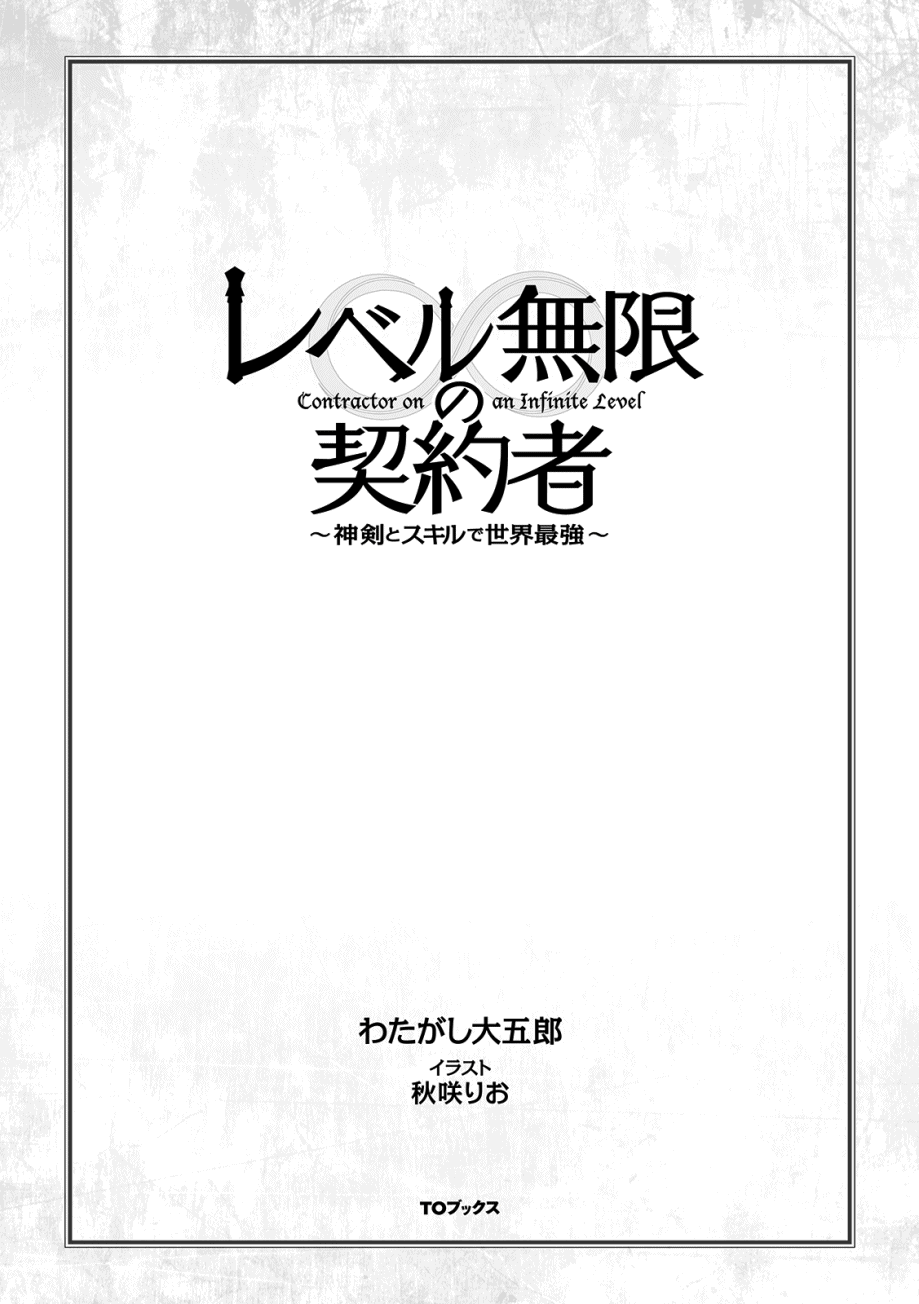 レベル無限
Contractor on an Infinite Level
の
契約者
～神剣とスキルで世界最強～
わたがし大五郎
イラスト
秋咲りお
TOブックス